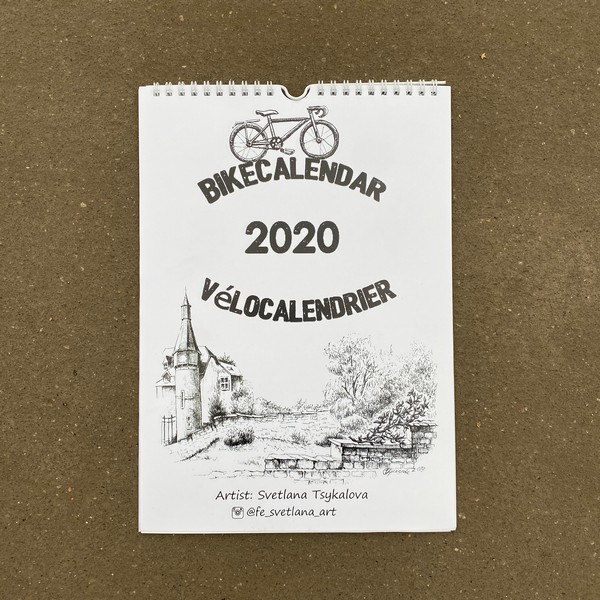 BIKECALENDAR
2020
VéLOCALENDRIER
Artist: Svetlana Tsykalova
@fe_svetlana_art